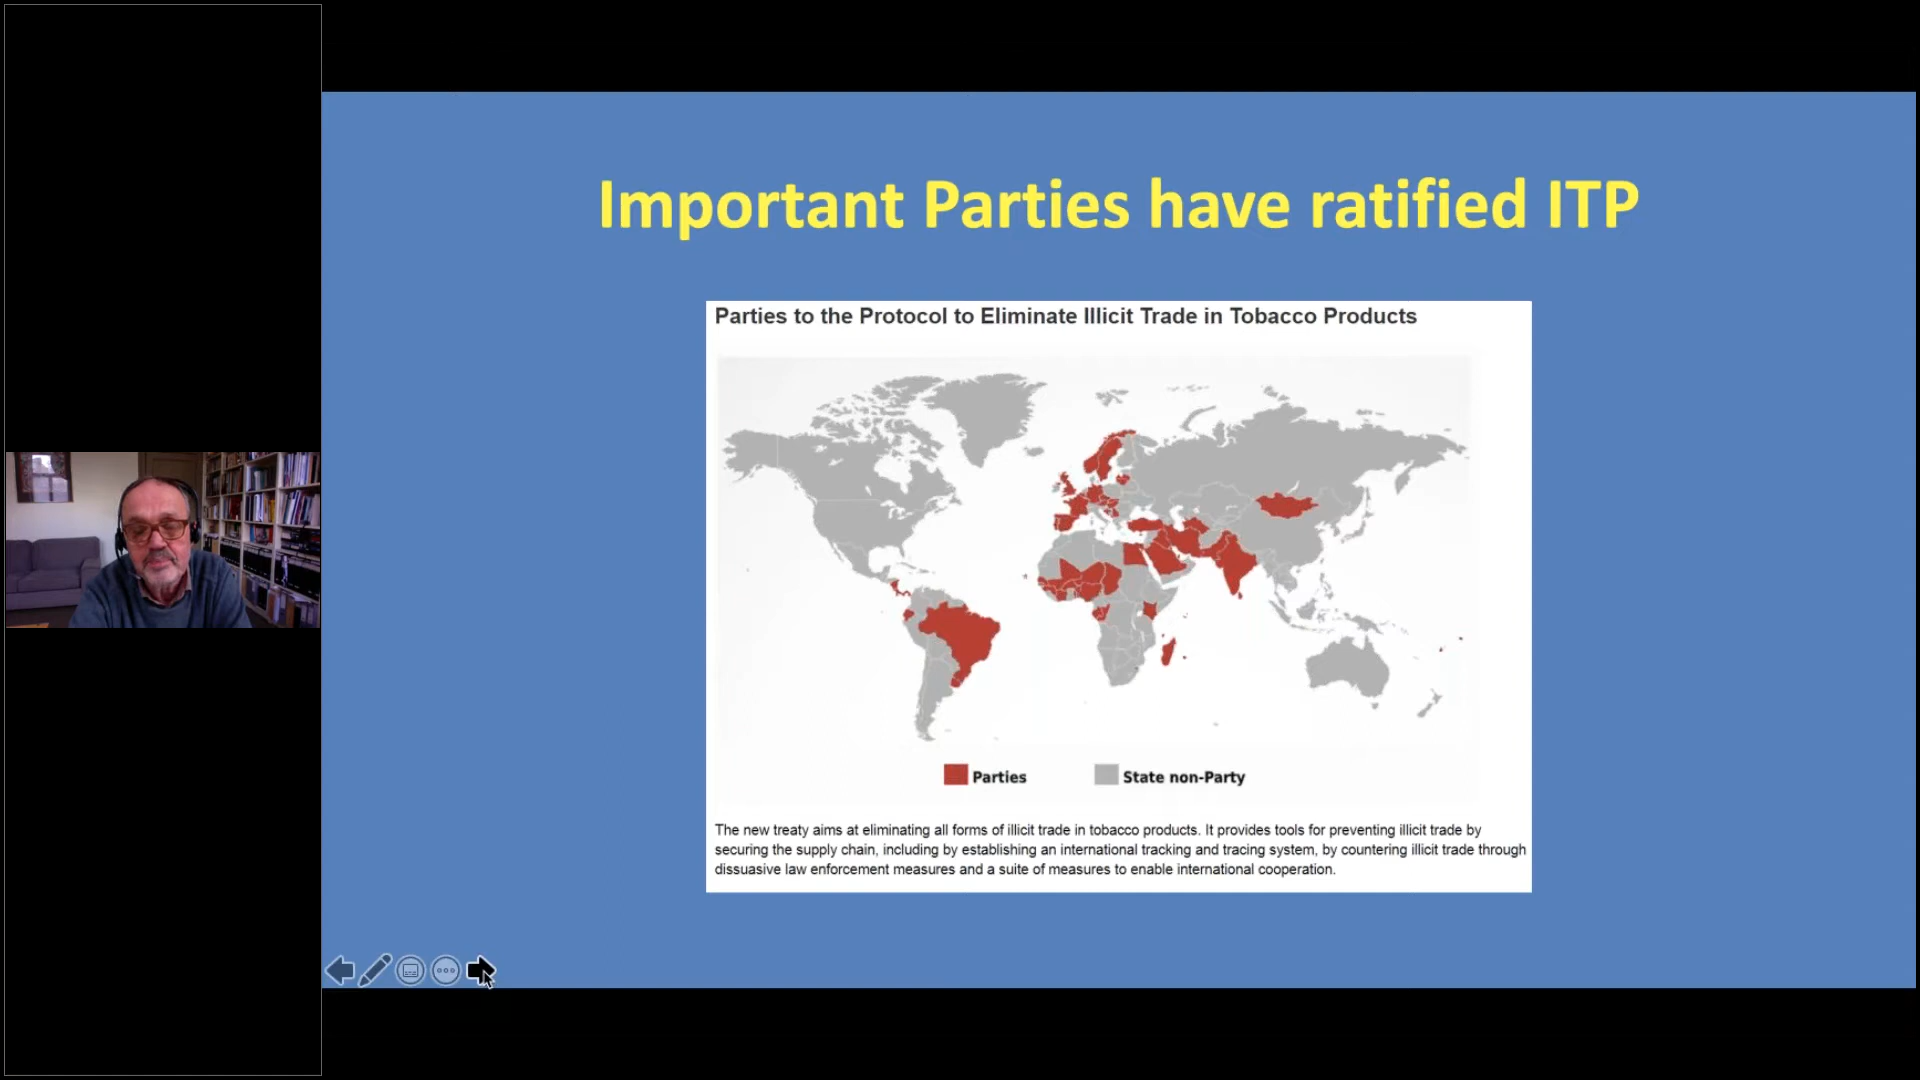 Important Parties have ratified ITP
Parties to the Protocol to Eliminate Illicit Trade in Tobacco Products
Parties
State non-Party
The new treaty aims at eliminating all forms of illicit trade in tobacco products. It provides tools for preventing illicit trade by
securing the supply chain, including by establishing an international tracking and tracing system, by countering illicit trade through
dissuasive law enforcement measures and a suite of measures to enable international cooperation.